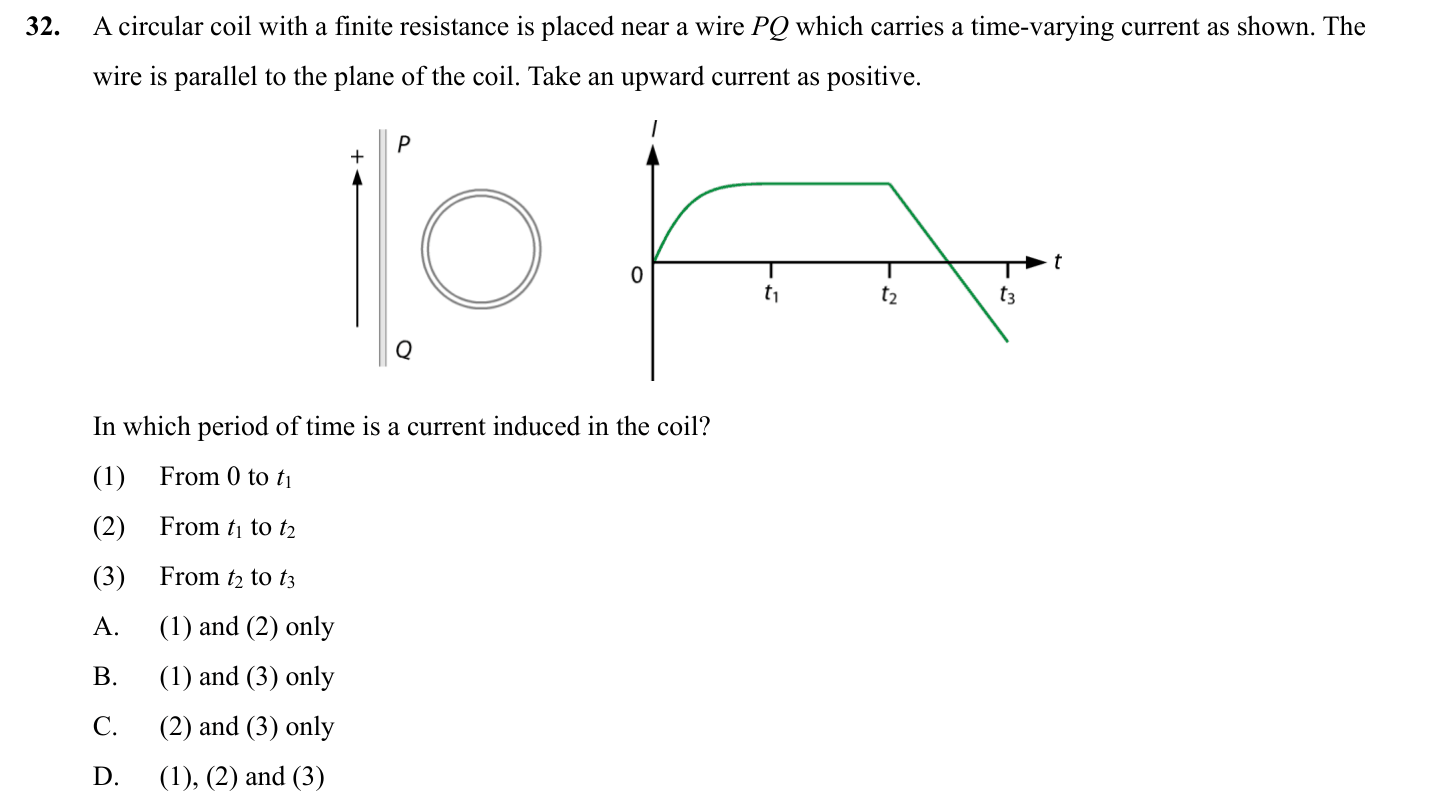 32. A circular coil with a finite resistance is placed near a wire PQ which carries a time-varying current as shown. The
wire is parallel to the plane of the coil. Take an upward current as positive.
+
P
Q
I
0
t₁
t₂
t₃
t
In which period of time is a current induced in the coil?
(1) From 0 to t₁
(2) From t₁ to t₂
(3) From t₂ to t₃
A. (1) and (2) only
B. (1) and (3) only
C. (2) and (3) only
D. (1), (2) and (3)